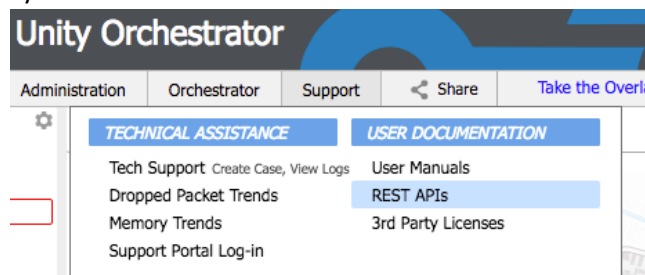 Unity Orchestrator
Administration Orchestrator Support Share Take the Overl
TECHNICAL ASSISTANCE USER DOCUMENTATION
Tech Support Create Case, View Logs User Manuals
Dropped Packet Trends REST APIs
Memory Trends 3rd Party Licenses
Support Portal Log-in